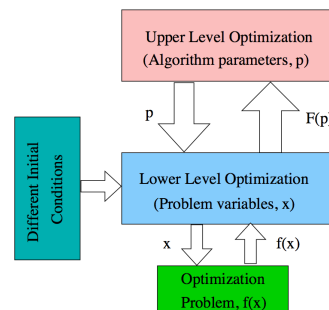 Upper Level Optimization
(Algorithm parameters, p)
p
F(p)
Different Initial
Conditions
Lower Level Optimization
(Problem variables, x)
x
f(x)
Optimization
Problem, f(x)